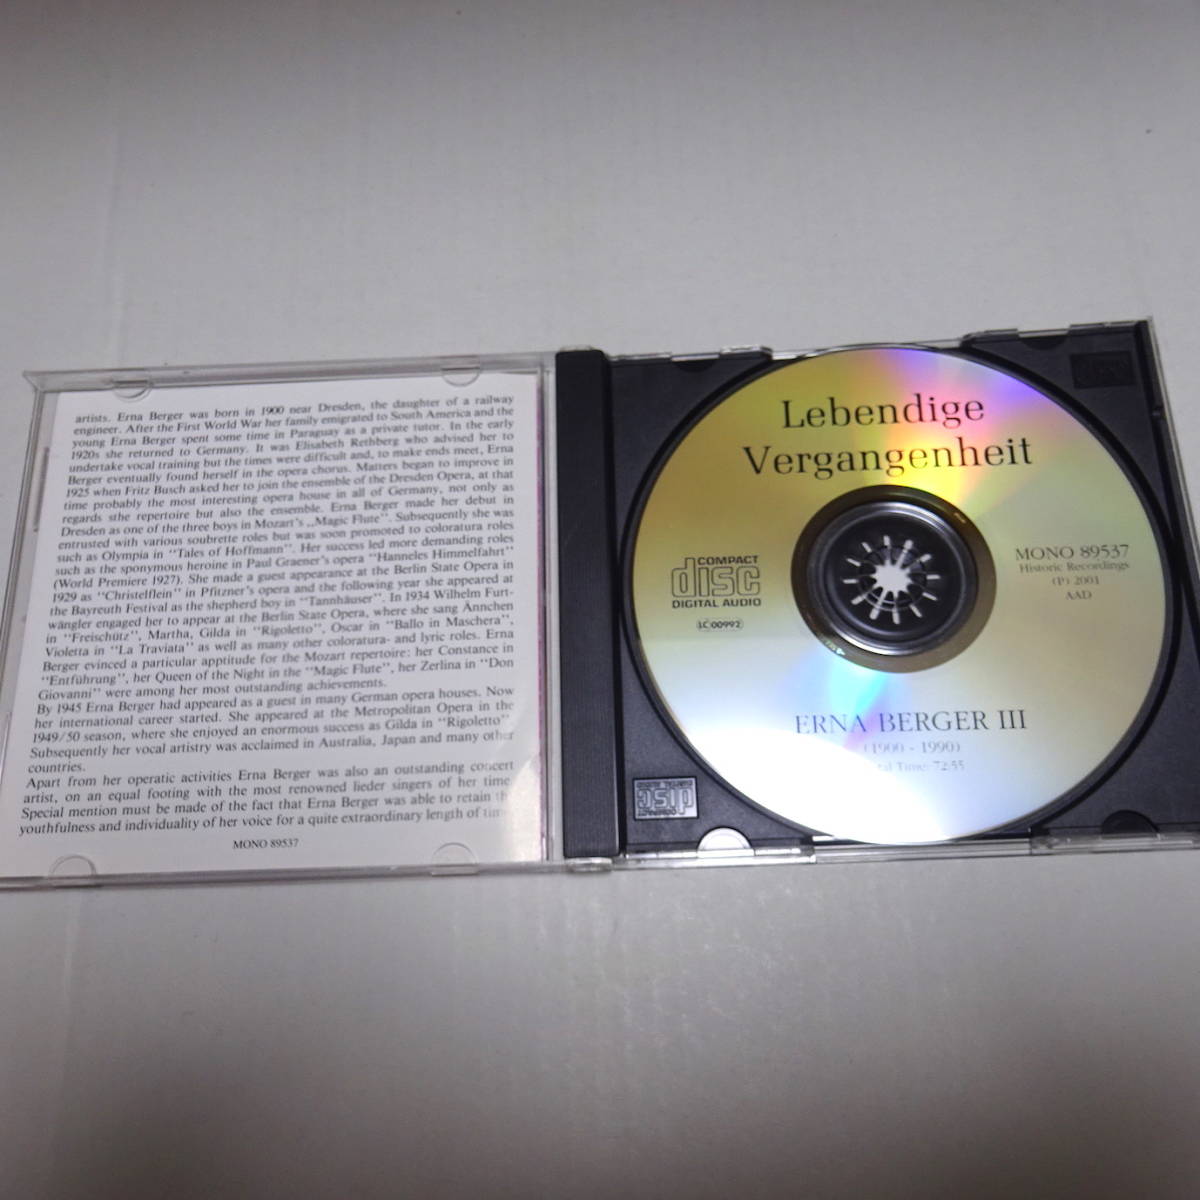 artists. Erna Berger was born in 1900 near Dresden, the daughter of a railway
engineer. After the First World War her family emigrated to South America and the
young Erna Berger spent some time in Paraguay as a private tutor. In the early
1920s she returned to Germany. It was Elisabeth Rethberg who advised her to
undertake vocal training but the times were difficult and, to make ends meet, Erna
Berger eventually found herself in the opera chorus. Matters began to improve in
1925 when Fritz Busch asked her to join the ensemble of the Dresden Opera, at that
time probably the most interesting opera house in all of Germany, not only as
regards sthe repertoire but also the ensemble. Erna Berger made her debut in
Dresden as one of the three boys in Mozart's „Magic Flute". Subsequently she was
entrusted with various soubrette roles but was soon promoted to coloratura roles
such as Olympia in "Tales of Hoffmann". Her success led more demanding roles
such as the sponymous heroine in Paul Graener's opera "Hanneles Himmelfahrt"
(World Premiere 1927). She made a guest appearance at the Berlin State Opera in
1929 as "Christelflein" in Pfitzner's opera and the following year she appeared at
the Bayreuth Festival as the shepherd boy in "Tannhäuser". In 1934 Wilhelm Furt-
wängler engaged her to appear at the Berlin State Opera, where she sang Ännchen
in "Freischütz", Martha, Gilda in "Rigoletto", Oscar in "Ballo in Maschera",
Violetta in "La Traviata" as well as many other coloratura- and lyric roles. Erna
Berger evinced a particular apptitude for the Mozart repertoire: her Constance in
"Entführung", her Queen of the Night in the "Magic Flute", her Zerlina in "Don
Giovanni" were among her most outstanding achievements.
By 1945 Erna Berger had appeared as a guest in many German opera houses. Now
her international career started. She appeared at the Metropolitan Opera in the
1949/50 season, where she enjoyed an enormous success as Gilda in "Rigoletto"
Subsequently her vocal artistry was acclaimed in Australia, Japan and many other
countries.
Apart from her operatic activities Erna Berger was also an outstanding concert
artist, on an equal footing with the most renowned lieder singers of her time
Special mention must be made of the fact that Erna Berger was able to retain
youthfulness and individuality of her voice for a quite extraordinary length of
MONO 89537
Lebendige
Vergangenheit
COMPACT
disc
DIGITAL AUDIO
LC 00992
MONO 89537
Historic Recordings
(P) 2001
AAD
ERNA BERGER III
(1900 - 1990)
Time: 72:55